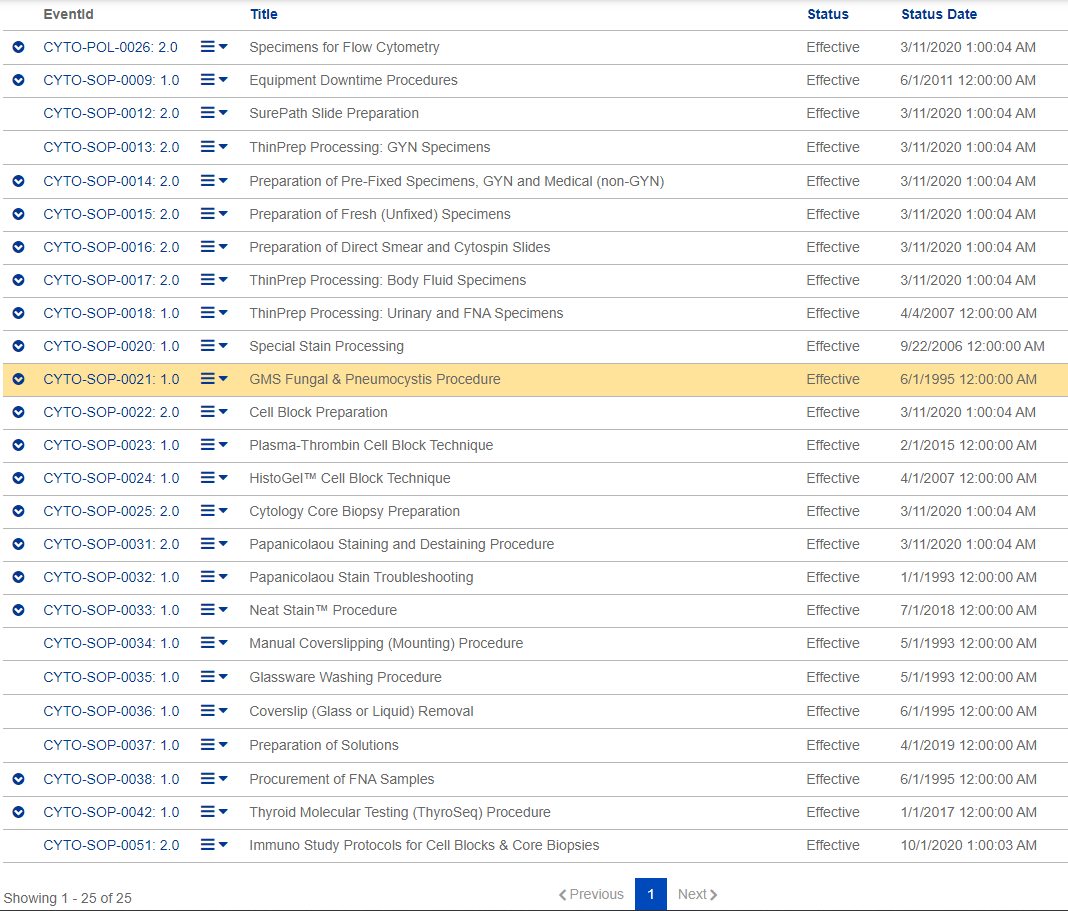 EventId Title Status Status Date
CYTO-POL-0026: 2.0 Specimens for Flow Cytometry Effective 3/11/2020 1:00:04 AM
CYTO-SOP-0009: 1.0 Equipment Downtime Procedures Effective 6/1/2011 12:00:00 AM
CYTO-SOP-0012: 2.0 SurePath Slide Preparation Effective 3/11/2020 1:00:04 AM
CYTO-SOP-0013: 2.0 ThinPrep Processing: GYN Specimens Effective 3/11/2020 1:00:04 AM
CYTO-SOP-0014: 2.0 Preparation of Pre-Fixed Specimens, GYN and Medical (non-GYN) Effective 3/11/2020 1:00:04 AM
CYTO-SOP-0015: 2.0 Preparation of Fresh (Unfixed) Specimens Effective 3/11/2020 1:00:04 AM
CYTO-SOP-0016: 2.0 Preparation of Direct Smear and Cytospin Slides Effective 3/11/2020 1:00:04 AM
CYTO-SOP-0017: 2.0 ThinPrep Processing: Body Fluid Specimens Effective 3/11/2020 1:00:04 AM
CYTO-SOP-0018: 1.0 ThinPrep Processing: Urinary and FNA Specimens Effective 4/4/2007 12:00:00 AM
CYTO-SOP-0020: 1.0 Special Stain Processing Effective 9/22/2006 12:00:00 AM
CYTO-SOP-0021: 1.0 GMS Fungal & Pneumocystis Procedure Effective 6/1/1995 12:00:00 AM
CYTO-SOP-0022: 2.0 Cell Block Preparation Effective 3/11/2020 1:00:04 AM
CYTO-SOP-0023: 1.0 Plasma-Thrombin Cell Block Technique Effective 2/1/2015 12:00:00 AM
CYTO-SOP-0024: 1.0 HistoGel™ Cell Block Technique Effective 4/1/2007 12:00:00 AM
CYTO-SOP-0025: 2.0 Cytology Core Biopsy Preparation Effective 3/11/2020 1:00:04 AM
CYTO-SOP-0031: 2.0 Papanicolaou Staining and Destaining Procedure Effective 3/11/2020 1:00:04 AM
CYTO-SOP-0032: 1.0 Papanicolaou Stain Troubleshooting Effective 1/1/1993 12:00:00 AM
CYTO-SOP-0033: 1.0 Neat Stain™ Procedure Effective 7/1/2018 12:00:00 AM
CYTO-SOP-0034: 1.0 Manual Coverslipping (Mounting) Procedure Effective 5/1/1993 12:00:00 AM
CYTO-SOP-0035: 1.0 Glassware Washing Procedure Effective 5/1/1993 12:00:00 AM
CYTO-SOP-0036: 1.0 Coverslip (Glass or Liquid) Removal Effective 6/1/1995 12:00:00 AM
CYTO-SOP-0037: 1.0 Preparation of Solutions Effective 4/1/2019 12:00:00 AM
CYTO-SOP-0038: 1.0 Procurement of FNA Samples Effective 6/1/1995 12:00:00 AM
CYTO-SOP-0042: 1.0 Thyroid Molecular Testing (ThyroSeq) Procedure Effective 1/1/2017 12:00:00 AM
CYTO-SOP-0051: 2.0 Immuno Study Protocols for Cell Blocks & Core Biopsies Effective 10/1/2020 1:00:03 AM
Showing 1 - 25 of 25 Previous 1 Next